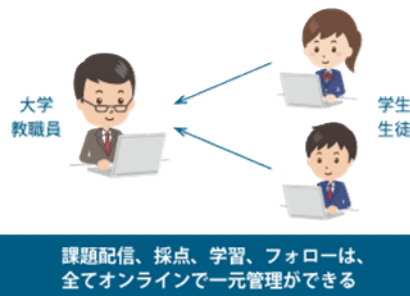 大学
教職員
学生
生徒
課題配信、採点、学習、フォローは、
全てオンラインで一元管理ができる